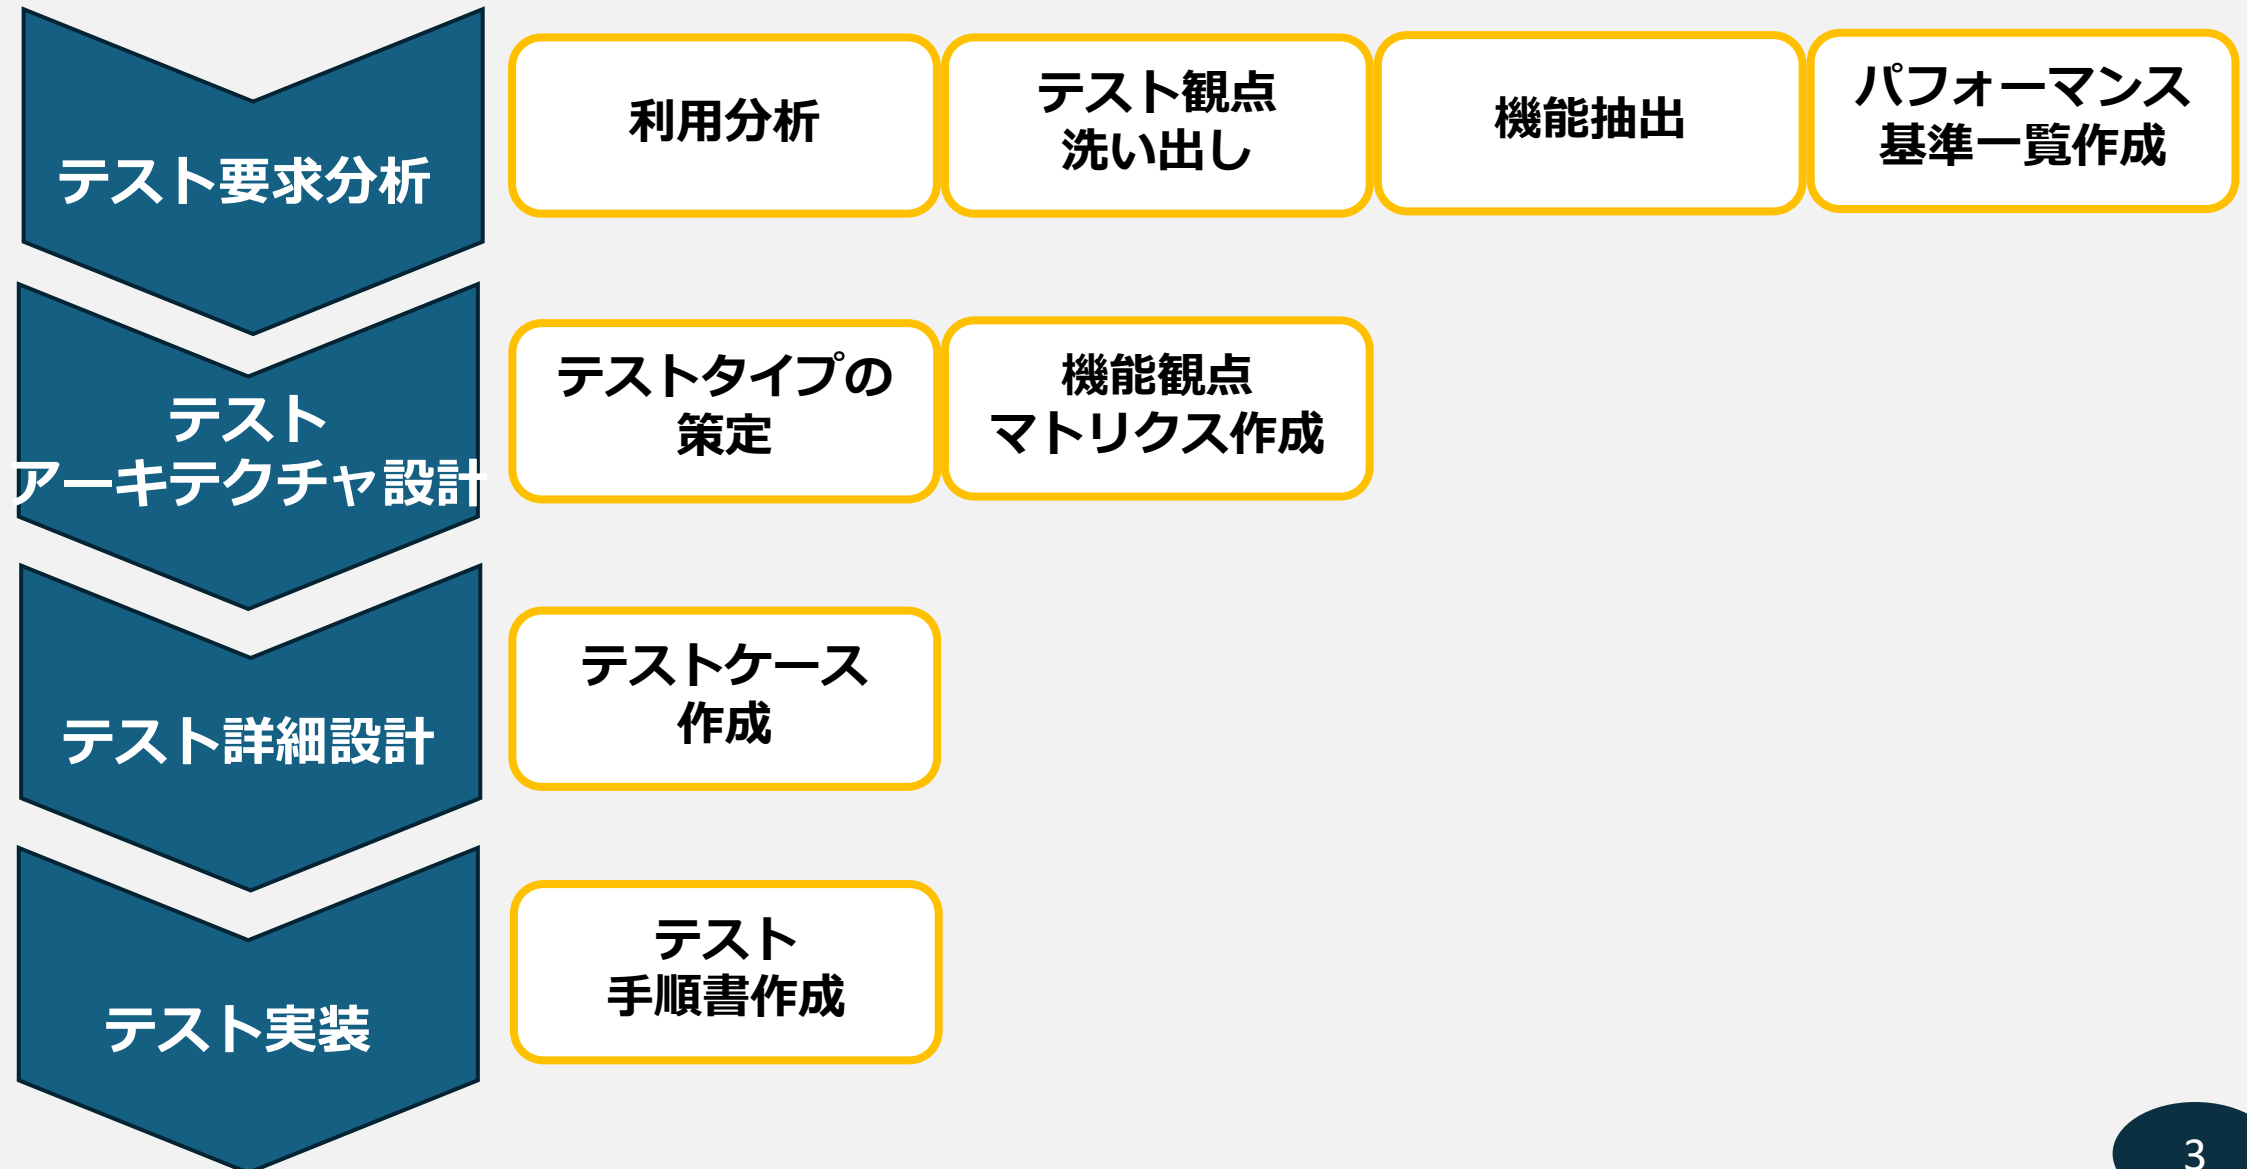 テスト要求分析
利用分析
テスト観点
洗い出し
機能抽出
パフォーマンス
基準一覧作成
テスト
アーキテクチャ設計
テストタイプの
策定
機能観点
マトリクス作成
テスト詳細設計
テストケース
作成
テスト実装
テスト
手順書作成
3